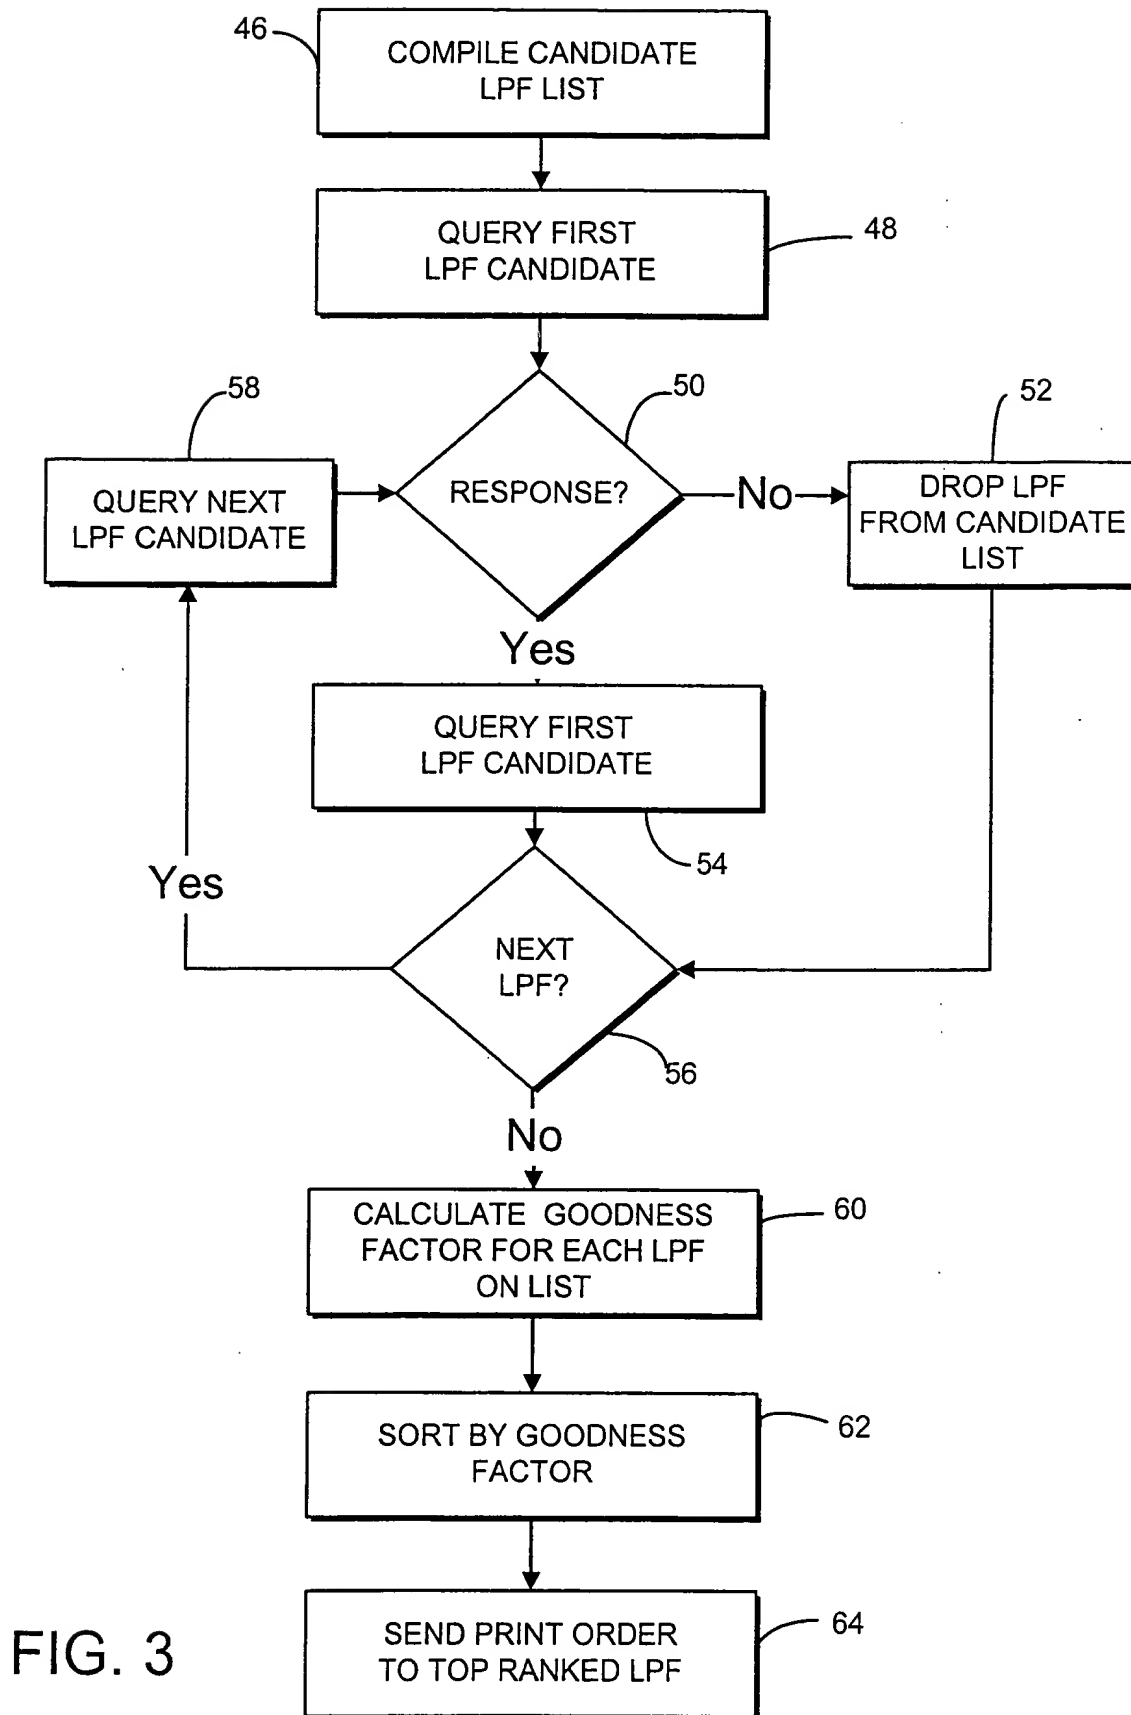 46
COMPILE CANDIDATE
LPF LIST
QUERY FIRST
LPF CANDIDATE
48
58
50
52
QUERY NEXT
LPF CANDIDATE
RESPONSE?
No
DROP LPF
FROM CANDIDATE
LIST
Yes
QUERY FIRST
LPF CANDIDATE
54
Yes
NEXT
LPF?
56
No
CALCULATE GOODNESS
FACTOR FOR EACH LPF
ON LIST
60
SORT BY GOODNESS
FACTOR
62
SEND PRINT ORDER
TO TOP RANKED LPF
64
FIG. 3